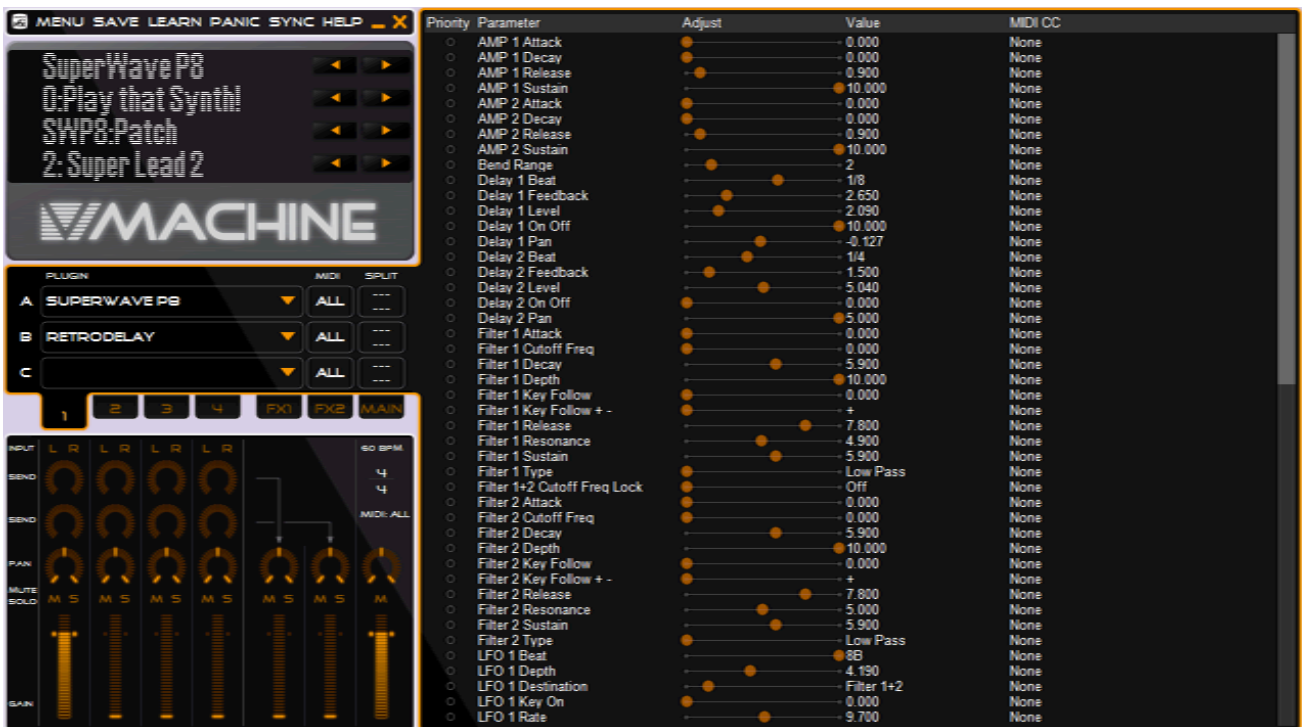 MENU SAVE LEARN PANIC SYNC HELP
SuperWave P8
0:Play that Synth!
SWP8:Patch
2: Super Lead 2
VMACHINE
PLUGIN MIDI SPLIT
A SUPERWAVE P8 ALL --- ---
B RETRODELAY ALL --- ---
C ALL --- ---
1 2 3 4 FX1 FX2 MAIN
INPUT L R L R L R L R 60 BPM
SEND 4
4
SEND MIDI: ALL
PAN
MUTE M S M S M S M S M S M S M
SOLO
GAIN
Priority Parameter Adjust Value MIDI CC
AMP 1 Attack 0.000 None
AMP 1 Decay 0.000 None
AMP 1 Release 0.900 None
AMP 1 Sustain 10.000 None
AMP 2 Attack 0.000 None
AMP 2 Decay 0.000 None
AMP 2 Release 0.900 None
AMP 2 Sustain 10.000 None
Bend Range 2 None
Delay 1 Beat 1/8 None
Delay 1 Feedback 2.650 None
Delay 1 Level 2.090 None
Delay 1 On Off 10.000 None
Delay 1 Pan -0.127 None
Delay 2 Beat 1/4 None
Delay 2 Feedback 1.500 None
Delay 2 Level 5.040 None
Delay 2 On Off 0.000 None
Delay 2 Pan 5.000 None
Filter 1 Attack 0.000 None
Filter 1 Cutoff Freq 0.000 None
Filter 1 Decay 5.900 None
Filter 1 Depth 10.000 None
Filter 1 Key Follow 0.000 None
Filter 1 Key Follow + - + None
Filter 1 Release 7.800 None
Filter 1 Resonance 4.900 None
Filter 1 Sustain 5.900 None
Filter 1 Type Low Pass None
Filter 1+2 Cutoff Freq Lock Off None
Filter 2 Attack 0.000 None
Filter 2 Cutoff Freq 0.000 None
Filter 2 Decay 5.900 None
Filter 2 Depth 10.000 None
Filter 2 Key Follow 0.000 None
Filter 2 Key Follow + - + None
Filter 2 Release 7.800 None
Filter 2 Resonance 5.000 None
Filter 2 Sustain 5.900 None
Filter 2 Type Low Pass None
LFO 1 Beat 8B None
LFO 1 Depth 4.190 None
LFO 1 Destination Filter 1+2 None
LFO 1 Key On 0.000 None
LFO 1 Rate 9.700 None